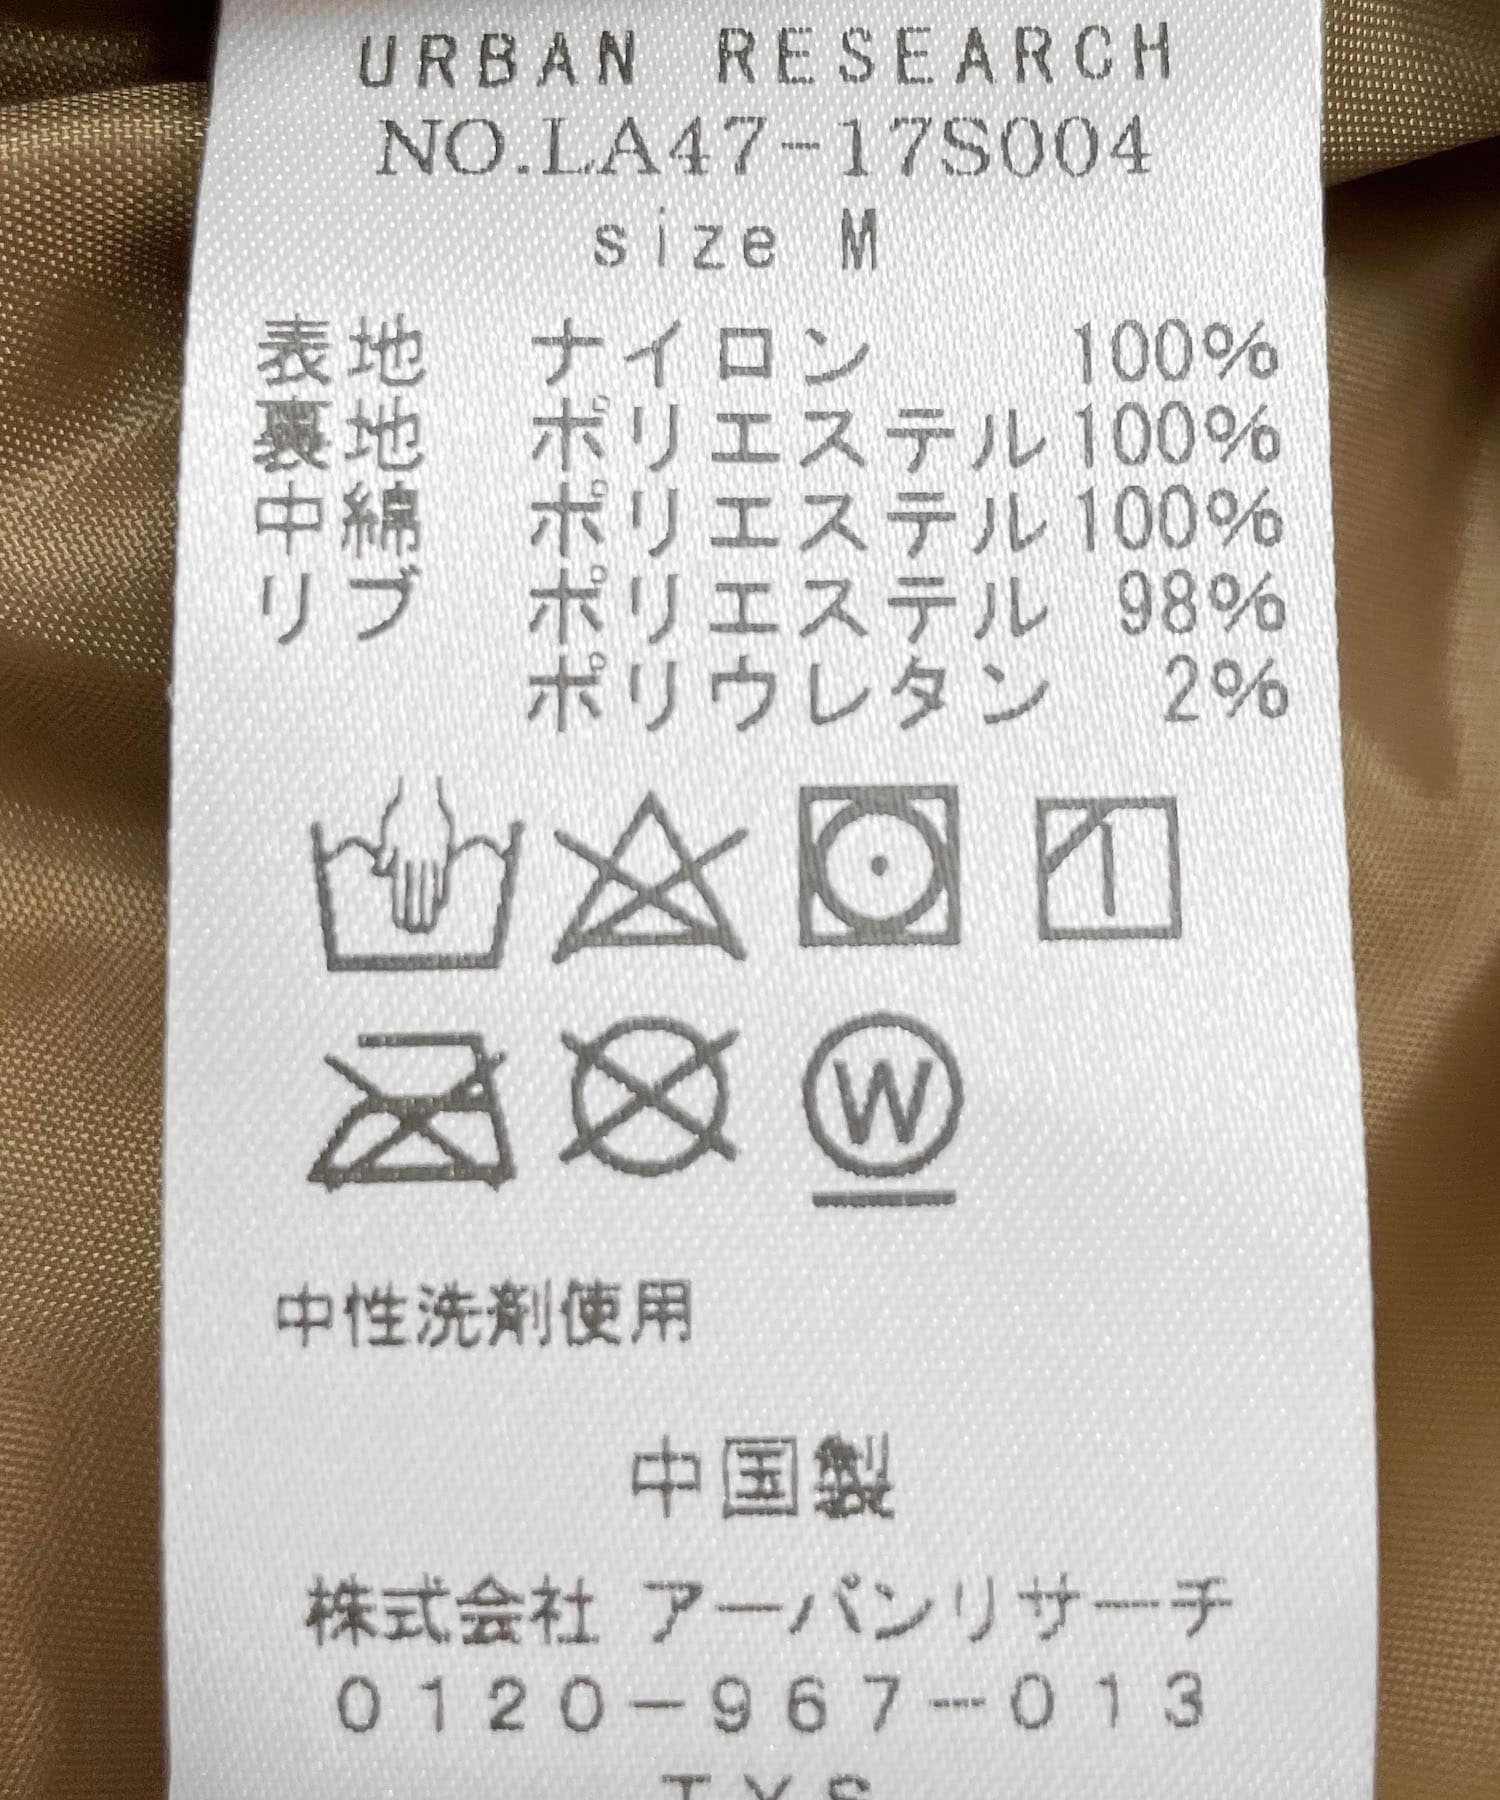 URBAN RESEARCH
NO.LA47-17S004
size M
表地 ナイロン 100%
裏地 ポリエステル 100%
中綿 ポリエステル 100%
リブ ポリエステル 98%
ポリウレタン 2%
W
中性洗剤使用
中国製
株式会社 アーバンリサーチ
0120-967-013